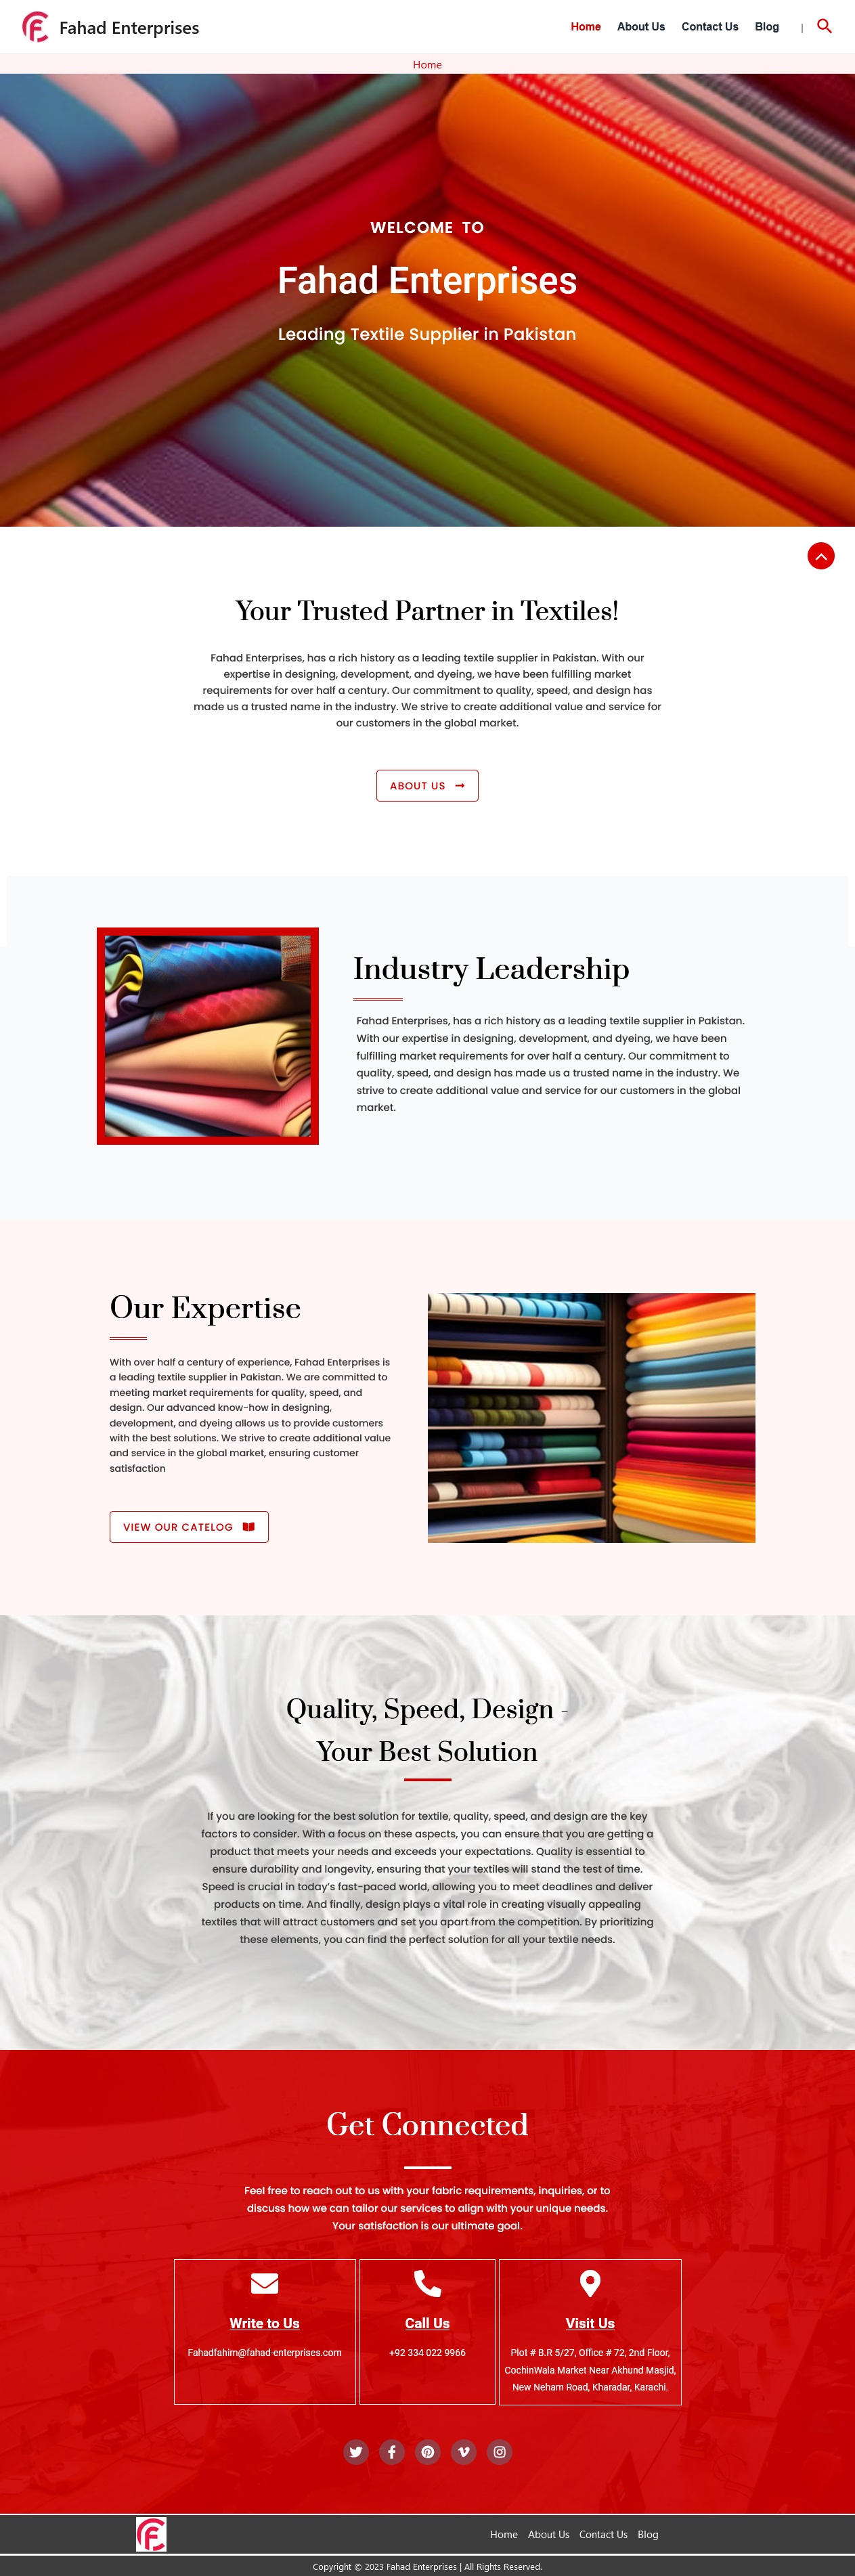 Fahad Enterprises
Home About Us Contact Us Blog |
Home
WELCOME TO
Fahad Enterprises
Leading Textile Supplier in Pakistan
Your Trusted Partner in Textiles!
Fahad Enterprises, has a rich history as a leading textile supplier in Pakistan. With our
expertise in designing, development, and dyeing, we have been fulfilling market
requirements for over half a century. Our commitment to quality, speed, and design has
made us a trusted name in the industry. We strive to create additional value and service for
our customers in the global market.
ABOUT US
Industry Leadership
Fahad Enterprises, has a rich history as a leading textile supplier in Pakistan.
With our expertise in designing, development, and dyeing, we have been
fulfilling market requirements for over half a century. Our commitment to
quality, speed, and design has made us a trusted name in the industry. We
strive to create additional value and service for our customers in the global
market.
Our Expertise
With over half a century of experience, Fahad Enterprises is
a leading textile supplier in Pakistan. We are committed to
meeting market requirements for quality, speed, and
design. Our advanced know-how in designing,
development, and dyeing allows us to provide customers
with the best solutions. We strive to create additional value
and service in the global market, ensuring customer
satisfaction
VIEW OUR CATELOG
Quality, Speed, Design -
Your Best Solution
If you are looking for the best solution for textile, quality, speed, and design are the key
factors to consider. With a focus on these aspects, you can ensure that you are getting a
product that meets your needs and exceeds your expectations. Quality is essential to
ensure durability and longevity, ensuring that your textiles will stand the test of time.
Speed is crucial in today's fast-paced world, allowing you to meet deadlines and deliver
products on time. And finally, design plays a vital role in creating visually appealing
textiles that will attract customers and set you apart from the competition. By prioritizing
these elements, you can find the perfect solution for all your textile needs.
Get Connected
Feel free to reach out to us with your fabric requirements, inquiries, or to
discuss how we can tailor our services to align with your unique needs.
Your satisfaction is our ultimate goal.
Write to Us
Fahadfahim@fahad-enterprises.com
Call Us
+92 334 022 9966
Visit Us
Plot # B.R 5/27, Office # 72, 2nd Floor,
CochinWala Market Near Akhund Masjid,
New Neham Road, Kharadar, Karachi.
Home About Us Contact Us Blog
Copyright © 2023 Fahad Enterprises | All Rights Reserved.